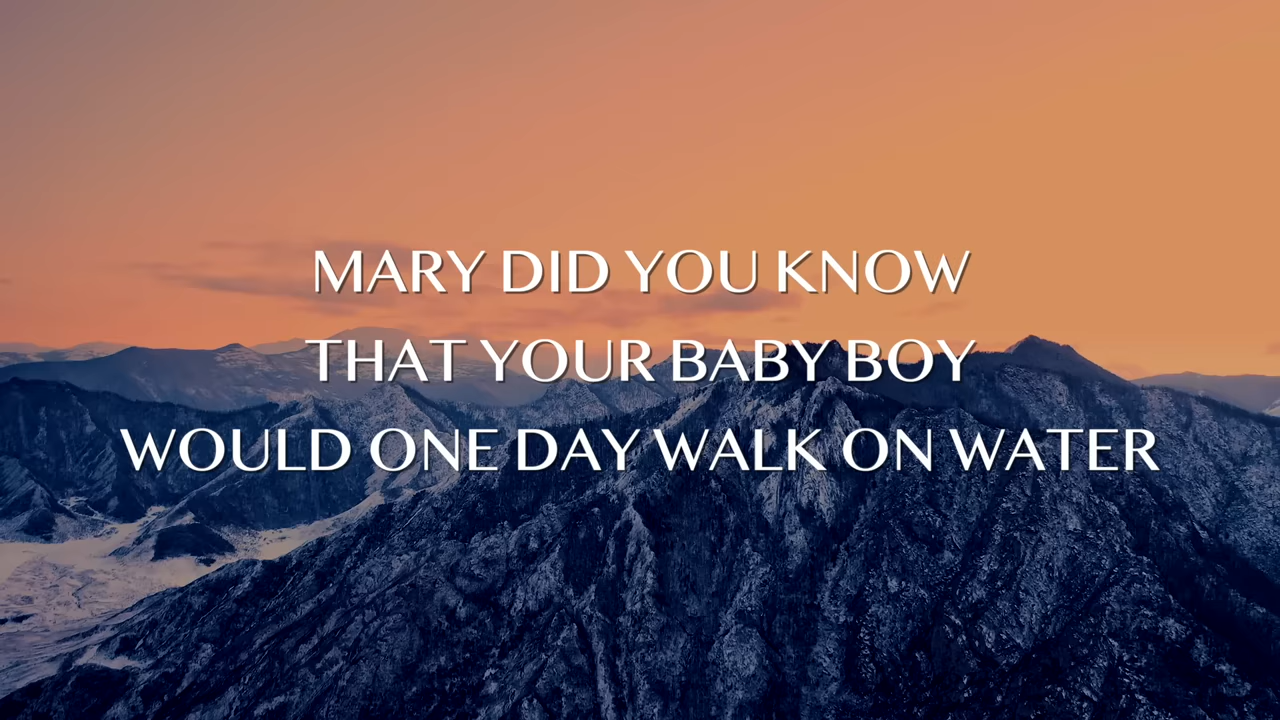 MARY DID YOU KNOW
THAT YOUR BABY BOY
WOULD ONE DAY WALK ON WATER